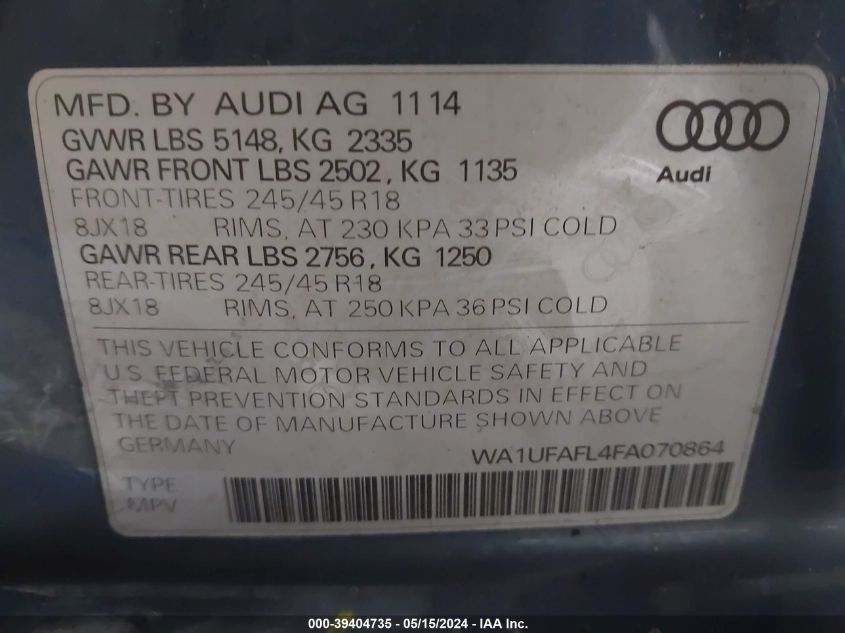 MFD. BY AUDI AG 11 14
GVWR LBS 5148, KG 2335
GAWR FRONT LBS 2502, KG 1135
FRONT-TIRES 245/45 R18
8JX18 RIMS, AT 230 KPA 33 PSI COLD
GAWR REAR LBS 2756, KG 1250
REAR-TIRES 245/45 R18
8JX18 RIMS, AT 250 KPA 36 PSI COLD
Audi
THIS VEHICLE CONFORMS TO ALL APPLICABLE
U.S. FEDERAL MOTOR VEHICLE SAFETY AND
THEFT PREVENTION STANDARDS IN EFFECT ON
THE DATE OF MANUFACTURE SHOWN ABOVE
GERMANY
WA1UFAFL4FA070864
TYPE
MPV
000-39404735 - 05/15/2024 - IAA Inc.